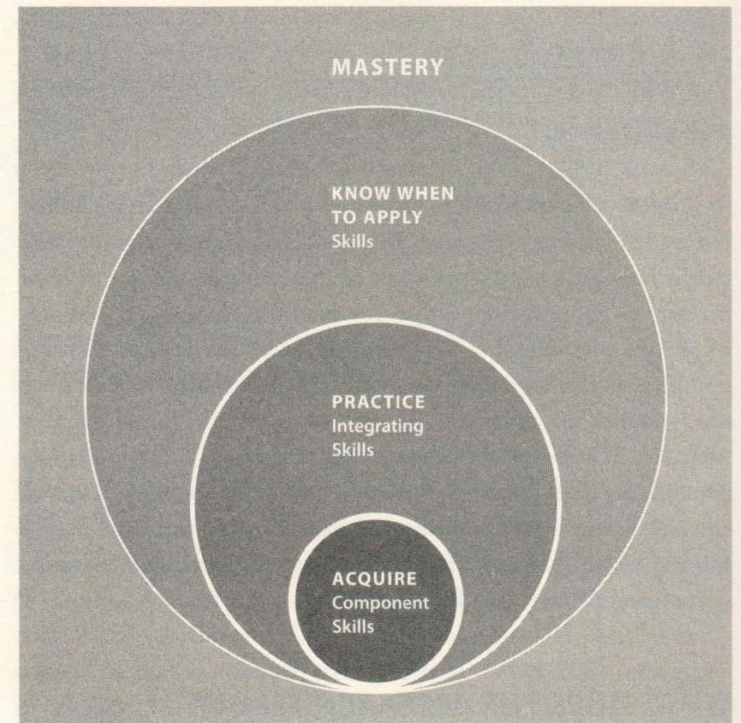 MASTERY
KNOW WHEN
TO APPLY
Skills
PRACTICE
Integrating
Skills
ACQUIRE
Component
Skills